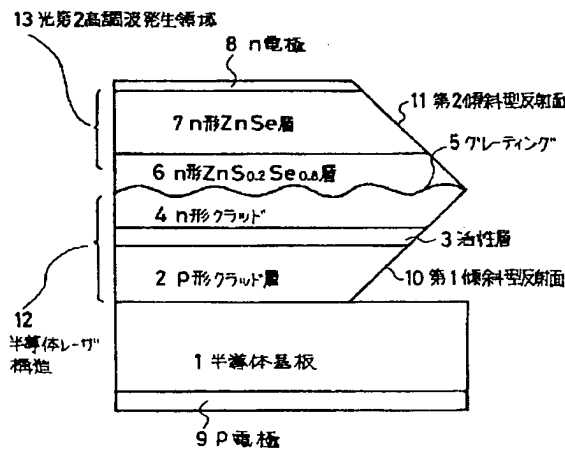 13 光第2高調波発生領域
8 n電極
11 第2傾斜型反射面
7 n形ZnSe層
5 グレーティング
6 n形ZnS0.2Se0.8層
4 n形クラッド
3 活性層
2 P形クラッド層
10 第1傾斜型反射面
12
半導体レーザ
構造
1 半導体基板
9 P電極